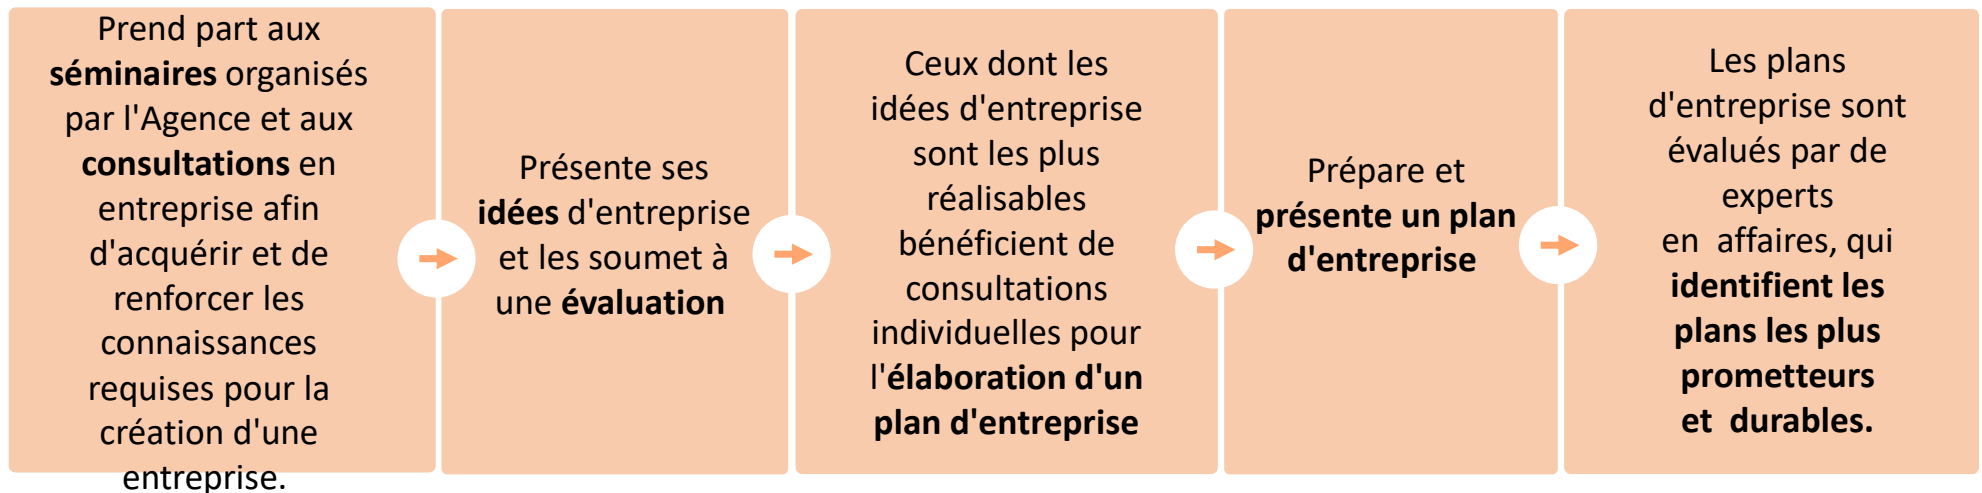 Prend part aux
séminaires organisés
par l'Agence et aux
consultations en
entreprise afin
d'acquérir et de
renforcer les
connaissances
requises pour la
création d'une
entreprise.
Présente ses
idées d'entreprise
et les soumet à
une évaluation
Ceux dont les
idées d'entreprise
sont les plus
réalisables
bénéficient de
consultations
individuelles pour
l'élaboration d'un
plan d'entreprise
Prépare et
présente un plan
d'entreprise
Les plans
d'entreprise sont
évalués par de
experts
en affaires, qui
identifient les
plans les plus
prometteurs
et durables.